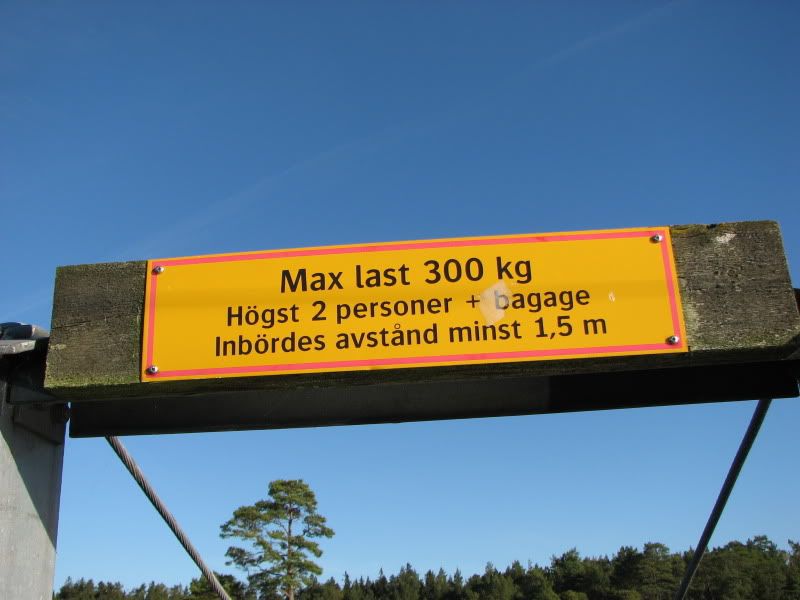 Max last 300 kg
Högst 2 personer + bagage
Inbördes avstånd minst 1,5 m